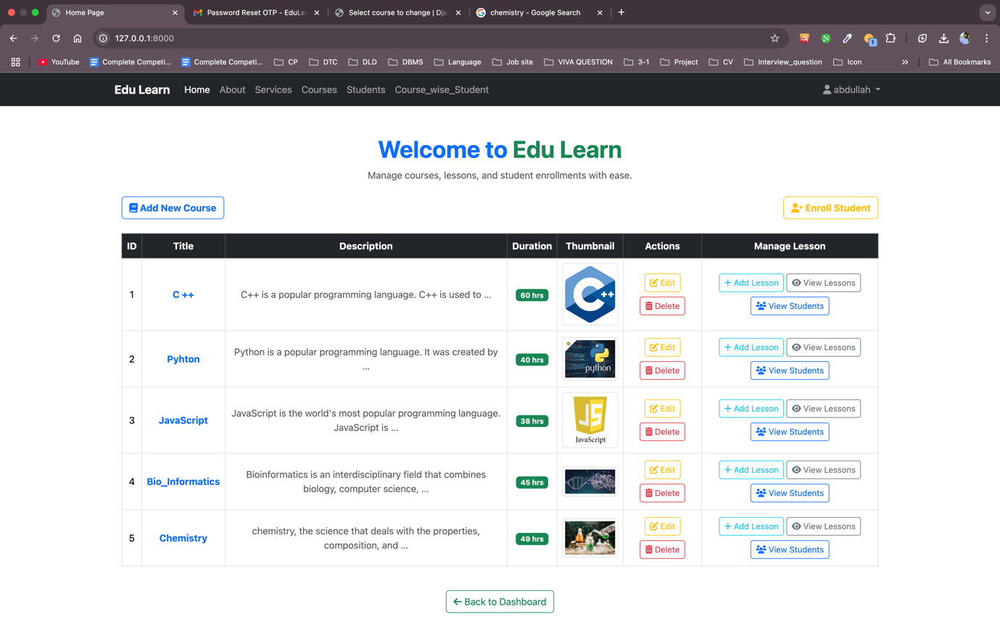 Home Page
Password Reset OTP - EduLe
Select course to change | Dja
chemistry - Google Search
127.0.0.1:8000
1
YouTube
Complete Competi...
Complete Competi...
CP
DTC
DLD
DBMS
Language
Job site
VIVA QUESTION
3-1
Project
CV
Interview_question
Icon
All Bookmarks
Edu Learn Home About Services Courses Students Course_wise_Student abdullah
Welcome to Edu Learn
Manage courses, lessons, and student enrollments with ease.
Add New Course
Enroll Student
ID Title Description Duration Thumbnail Actions Manage Lesson
1
C ++
C++ is a popular programming language. C++ is used to ...
60 hrs
C++
Edit
Delete
Add Lesson
View Lessons
View Students
2
Pyhton
Python is a popular programming language. It was created by
...
40 hrs
python
Edit
Delete
Add Lesson
View Lessons
View Students
3
JavaScript
JavaScript is the world's most popular programming language.
JavaScript is ...
38 hrs
JS
JavaScript
Edit
Delete
Add Lesson
View Lessons
View Students
4
Bio_Informatics
Bioinformatics is an interdisciplinary field that combines
biology, computer science, ...
45 hrs
Edit
Delete
Add Lesson
View Lessons
View Students
5
Chemistry
chemistry, the science that deals with the properties,
composition, and ...
49 hrs
Edit
Delete
Add Lesson
View Lessons
View Students
Back to Dashboard